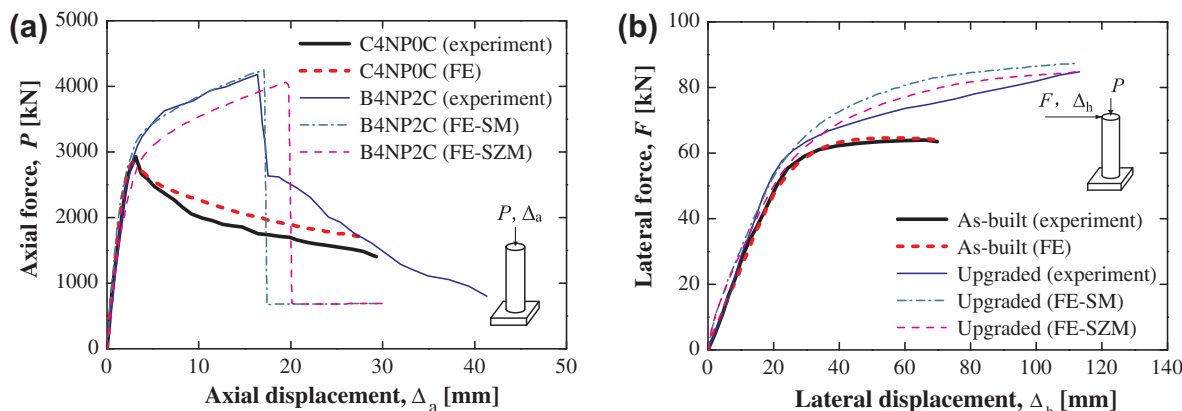 (a)
5000
4000
3000
2000
1000
0
Axial force, P [kN]
C4NP0C (experiment)
C4NP0C (FE)
B4NP2C (experiment)
B4NP2C (FE-SM)
B4NP2C (FE-SZM)
P, Δa
0 10 20 30 40 50
Axial displacement, Δa [mm]
(b)
100
80
60
40
20
0
Lateral force, F [kN]
P
F, Δh
As-built (experiment)
As-built (FE)
Upgraded (experiment)
Upgraded (FE-SM)
Upgraded (FE-SZM)
0 20 40 60 80 100 120 140
Lateral displacement, Δh [mm]